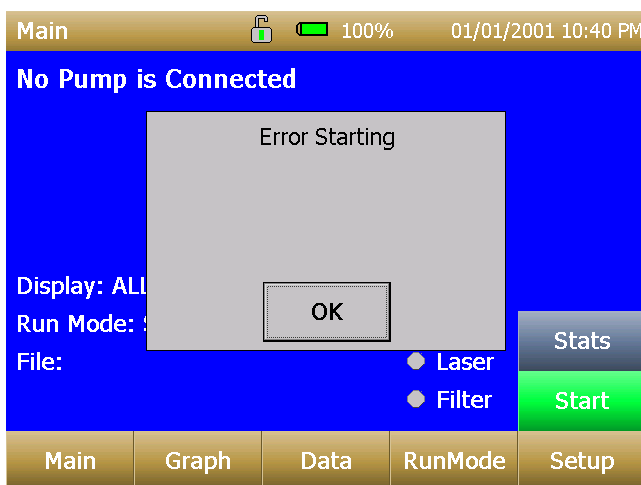 Main 100% 01/01/2001 10:40 PM
No Pump is Connected
Error Starting
Display: ALL
Run Mode:
OK
Stats
File:
Laser
Filter
Start
Main Graph Data RunMode Setup